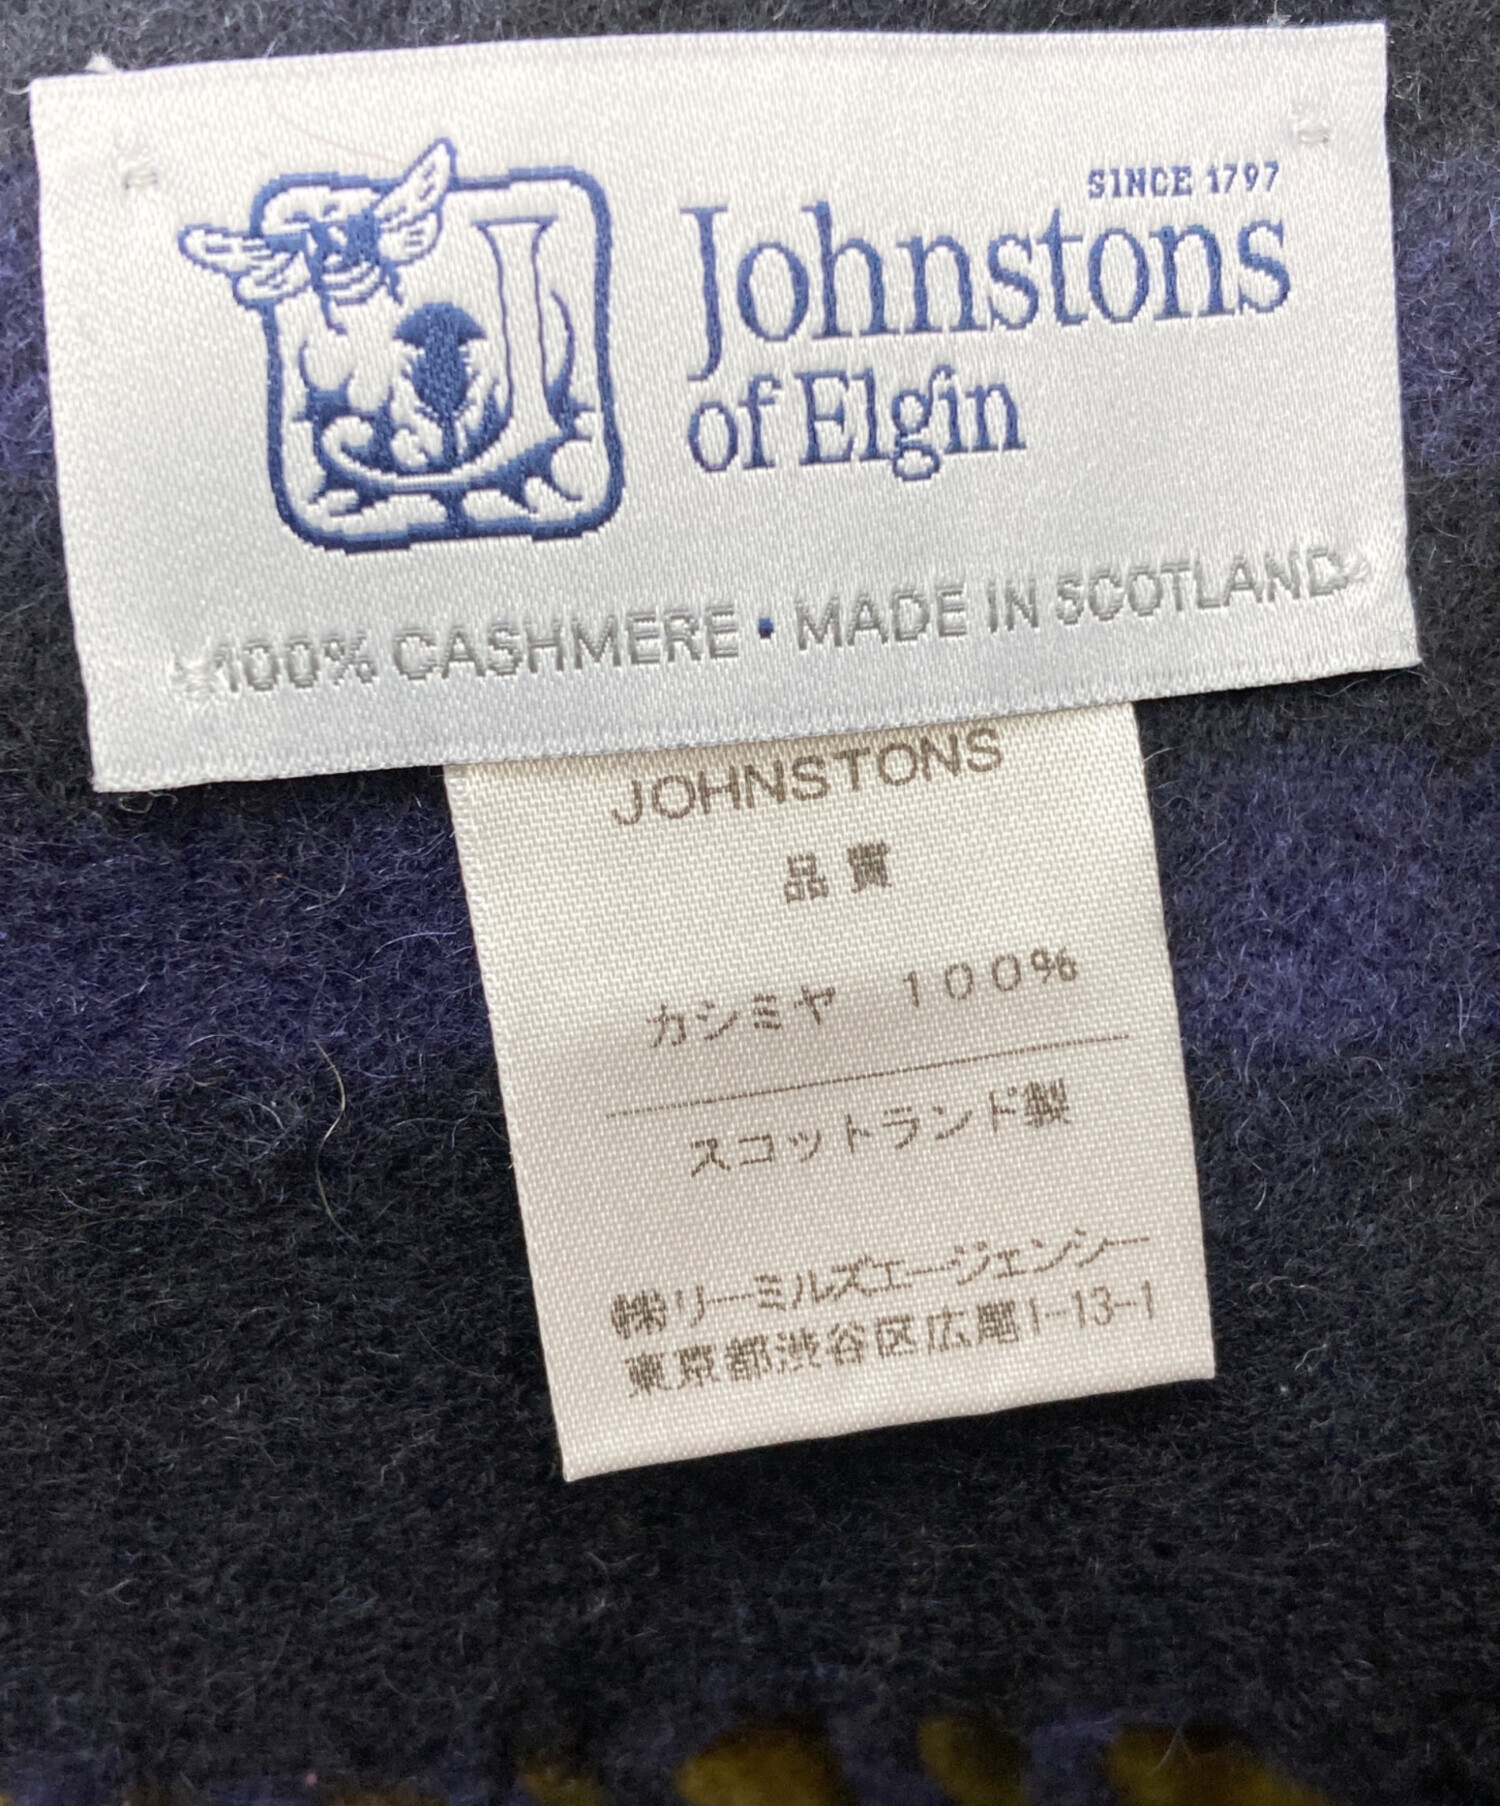 SINCE 1797
Johnstons
of Elgin
100% CASHMERE • MADE IN SCOTLAND
JOHNSTONS
品質
カシミヤ 100%
スコットランド製
㈱リーミルズエージェンシー
東京都渋谷区広尾1-13-1